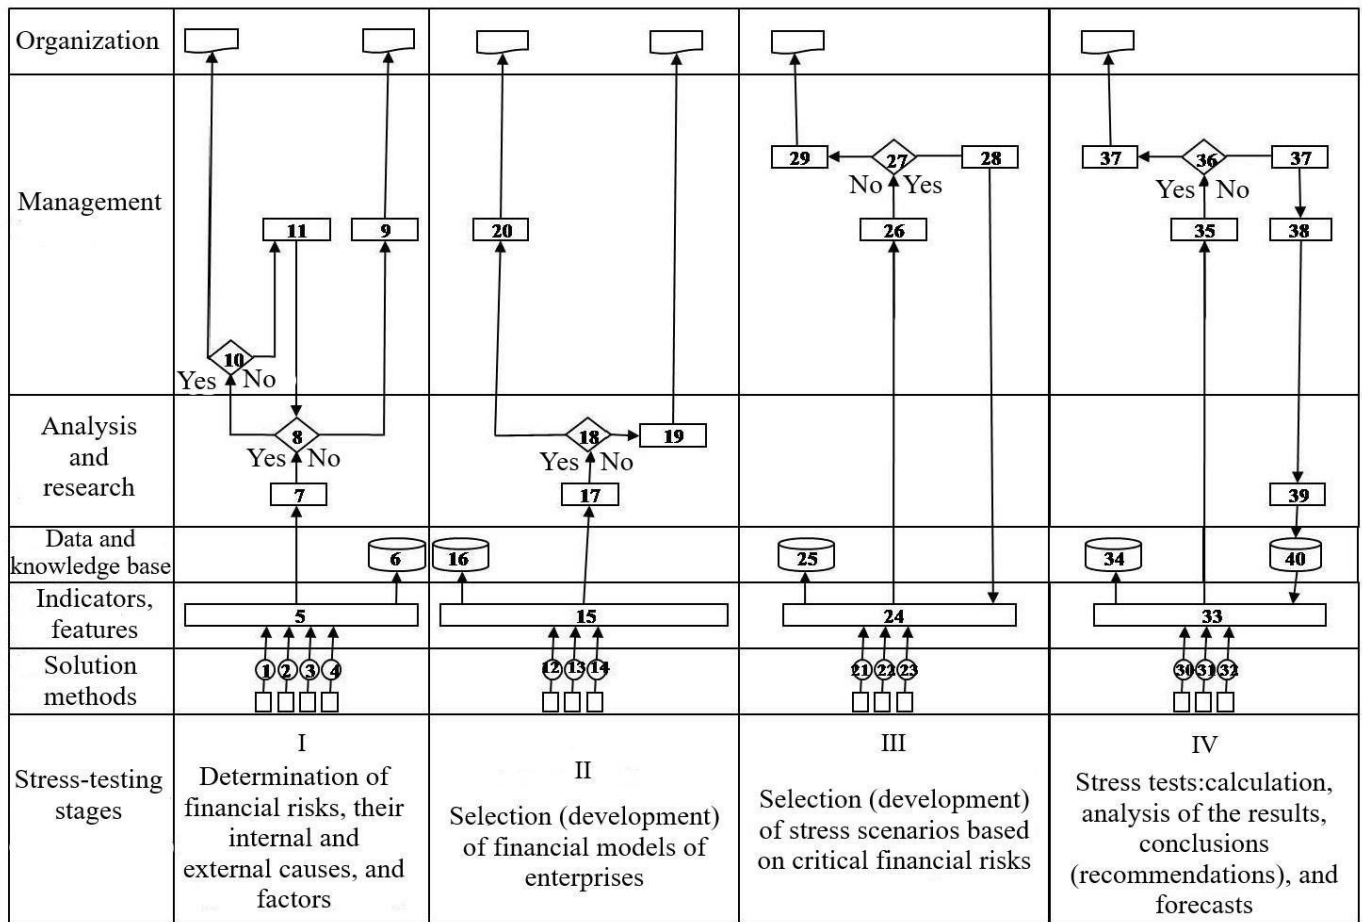 Organization
29
27
28
37
36
37
No
Yes
Yes
No
Management
11
9
20
26
35
38
10
Yes
No
Analysis
and
research
8
18
19
Yes
No
Yes
No
7
17
39
Data and
knowledge base
6
16
25
34
40
Indicators,
features
5
15
24
33
Solution
methods
1
2
3
4
12
13
14
21
22
23
30
31
32
Stress-testing
stages
I
Determination of
financial risks, their
internal and
external causes, and
factors
II
Selection (development)
of financial models of
enterprises
III
Selection (development)
of stress scenarios based
on critical financial risks
IV
Stress tests:calculation,
analysis of the results,
conclusions
(recommendations), and
forecasts